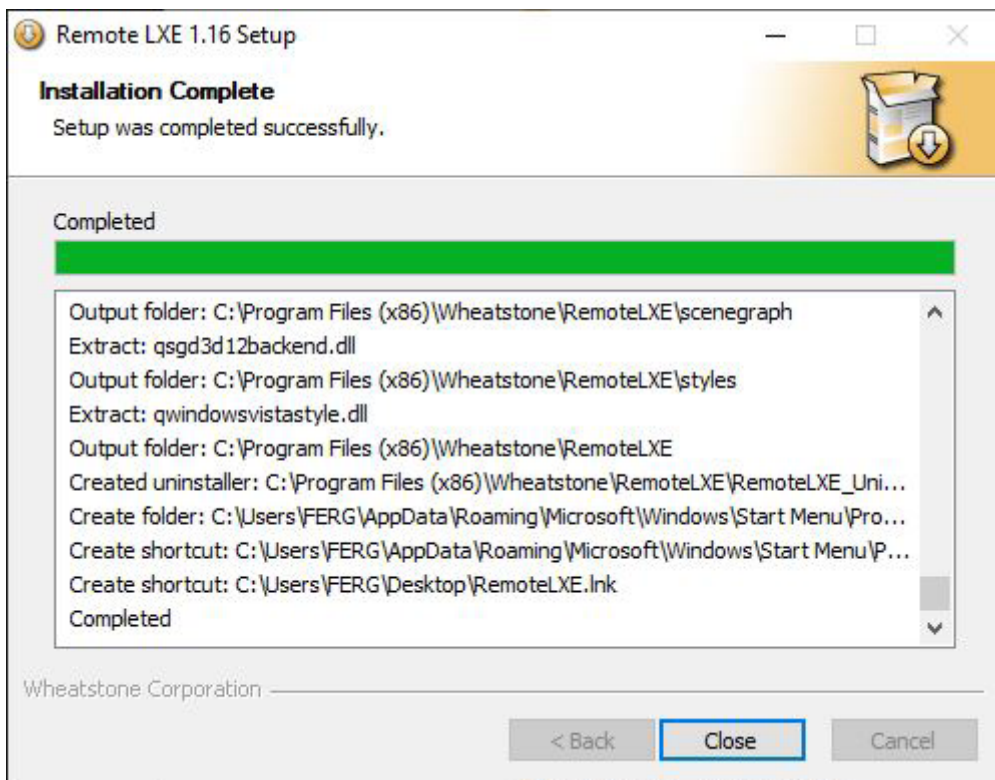 Remote LXE 1.16 Setup
Installation Complete
Setup was completed successfully.
Completed
Output folder: C:\Program Files (x86)\Wheatstone\RemoteLXE\scenegraph
Extract: qsgd3d12backend.dll
Output folder: C:\Program Files (x86)\Wheatstone\RemoteLXE\styles
Extract: qwindowsvistastyle.dll
Output folder: C:\Program Files (x86)\Wheatstone\RemoteLXE
Created uninstaller: C:\Program Files (x86)\Wheatstone\RemoteLXE\RemoteLXE_Uni...
Create folder: C:\Users\FERG\AppData\Roaming\Microsoft\Windows\Start Menu\Pro...
Create shortcut: C:\Users\FERG\AppData\Roaming\Microsoft\Windows\Start Menu\P...
Create shortcut: C:\Users\FERG\Desktop\RemoteLXE.lnk
Completed
Wheatstone Corporation
< Back Close Cancel